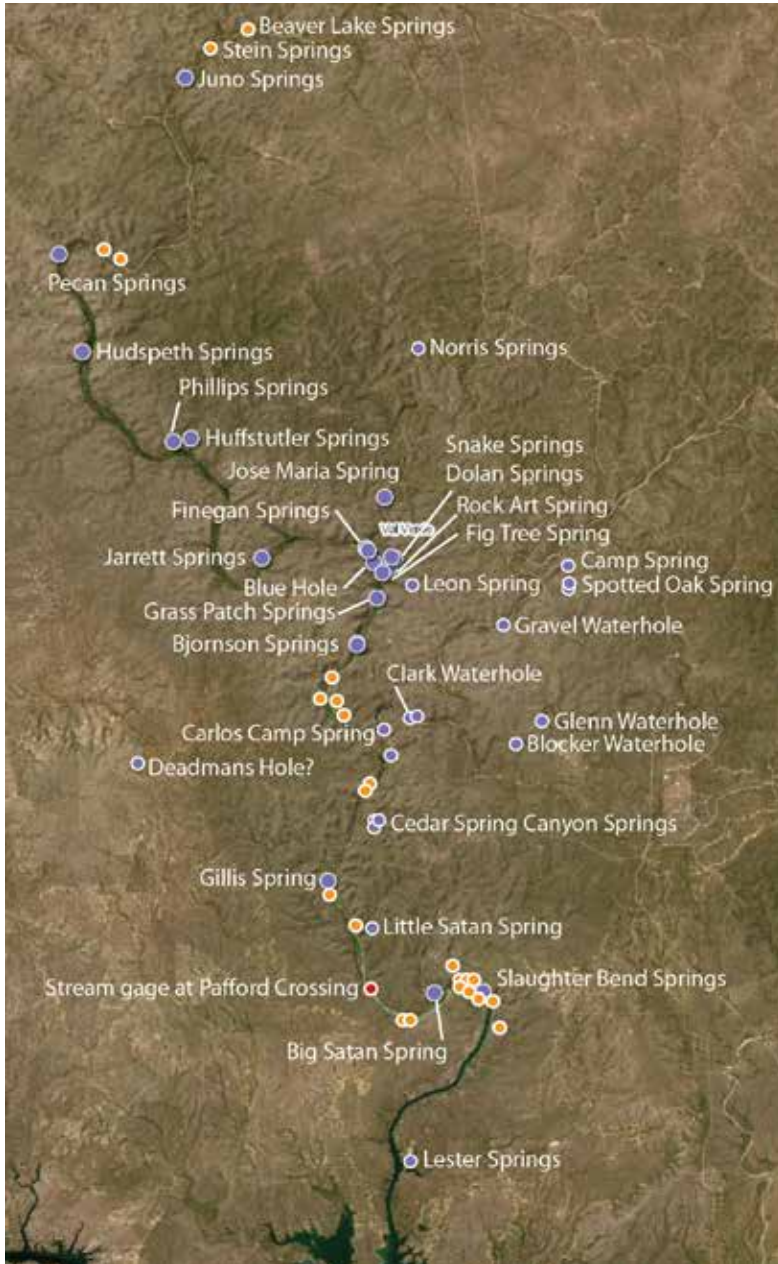 Beaver Lake Springs
Stein Springs
Juno Springs
Pecan Springs
Hudspeth Springs
Norris Springs
Phillips Springs
Huffstutler Springs
Snake Springs
Jose Maria Spring
Dolan Springs
Rock Art Spring
Finegan Springs
Fig Tree Spring
Jarrett Springs
Camp Spring
Blue Hole
Leon Spring
Spotted Oak Spring
Grass Patch Springs
Gravel Waterhole
Bjornson Springs
Clark Waterhole
Glenn Waterhole
Carlos Camp Spring
Blocker Waterhole
Deadmans Hole?
Cedar Spring Canyon Springs
Gillis Spring
Little Satan Spring
Slaughter Bend Springs
Stream gage at Pafford Crossing
Big Satan Spring
Lester Springs